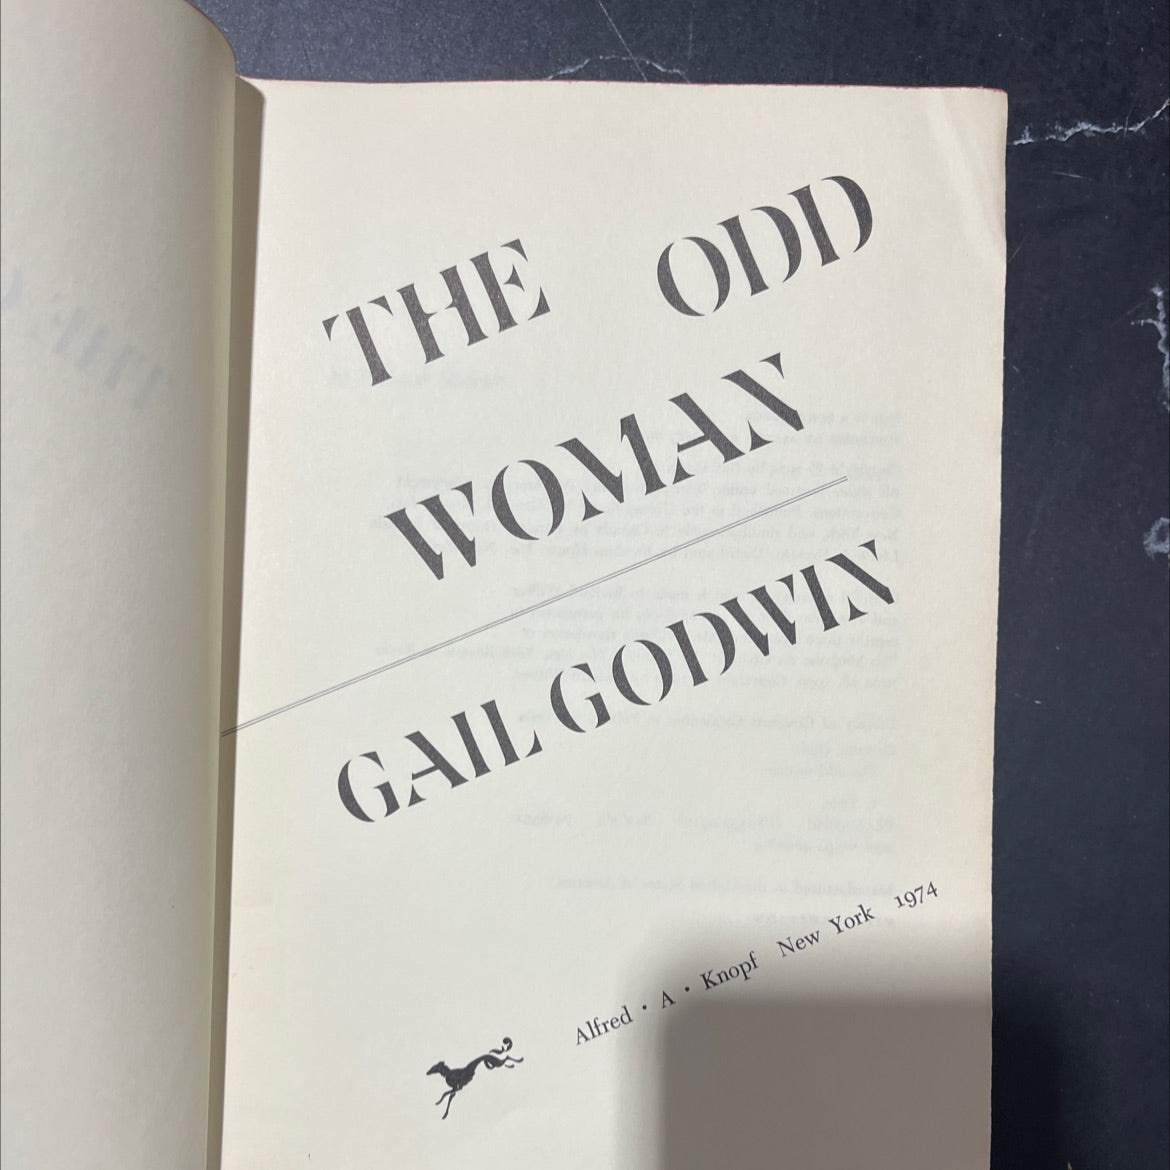 THE ODD
WOMAN
GAIL GODWIN
Alfred · A · Knopf New York 1974